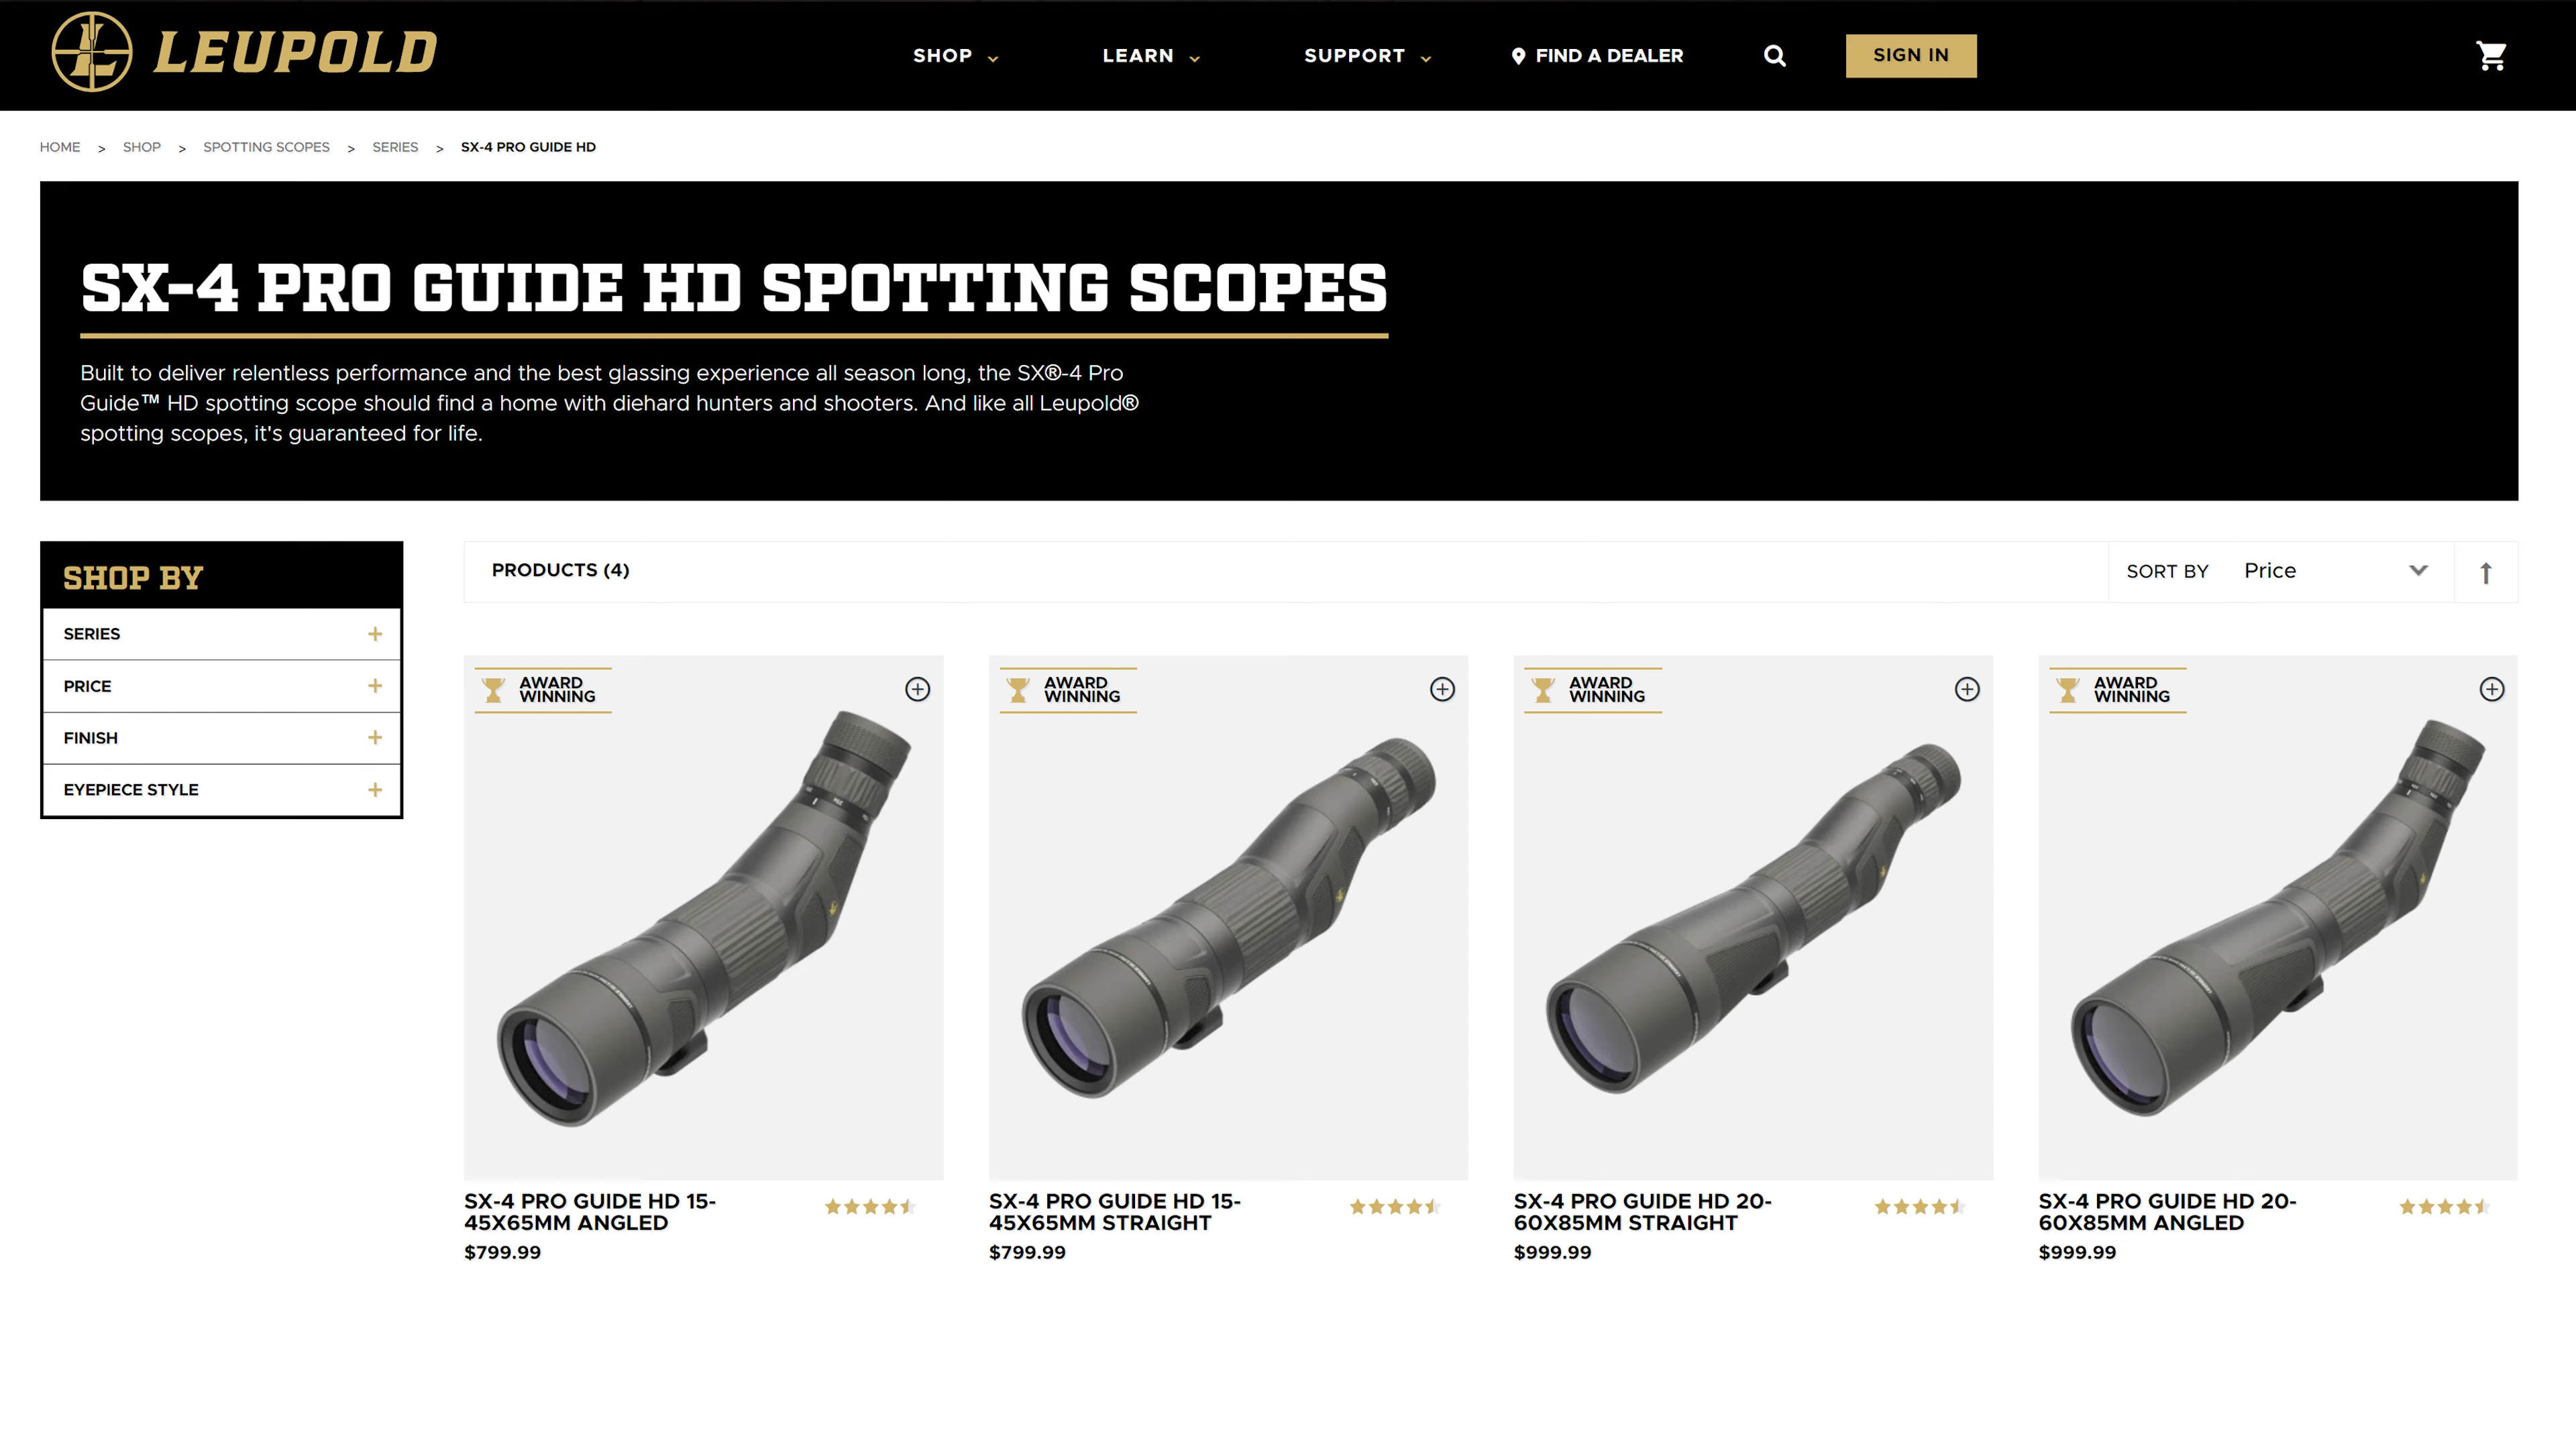 LEUPOLD
SHOP
LEARN
SUPPORT
FIND A DEALER
SIGN IN
HOME > SHOP > SPOTTING SCOPES > SERIES > SX-4 PRO GUIDE HD
SX-4 PRO GUIDE HD SPOTTING SCOPES
Built to deliver relentless performance and the best glassing experience all season long, the SX®-4 Pro
Guide™ HD spotting scope should find a home with diehard hunters and shooters. And like all Leupold®
spotting scopes, it's guaranteed for life.
SHOP BY
SERIES +
PRICE +
FINISH +
EYEPIECE STYLE +
PRODUCTS (4)
SORT BY Price
AWARD
WINNING
SX-4 PRO GUIDE HD 15-
45X65MM ANGLED
$799.99
AWARD
WINNING
SX-4 PRO GUIDE HD 15-
45X65MM STRAIGHT
$799.99
AWARD
WINNING
SX-4 PRO GUIDE HD 20-
60X85MM STRAIGHT
$999.99
AWARD
WINNING
SX-4 PRO GUIDE HD 20-
60X85MM ANGLED
$999.99